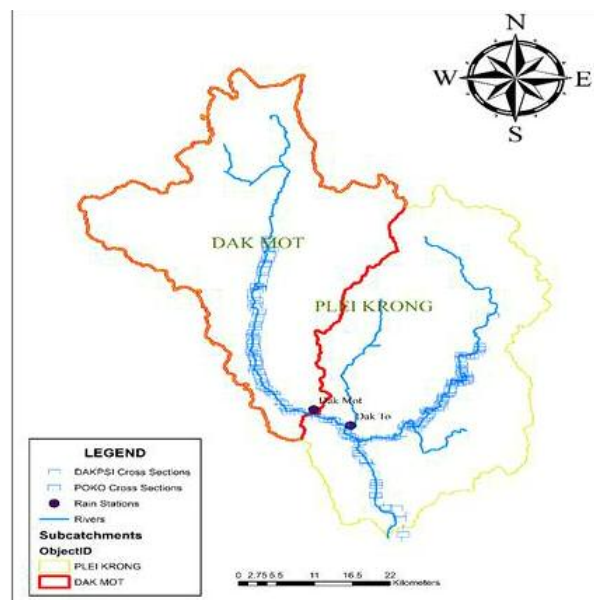 N
W E
S
DAK MOT
PLEI KRONG
Dak Mot
Dak To
LEGEND
DAKPSI Cross Sections
POKO Cross Sections
Rain Stations
Rivers
Subcatchments
ObjectID
PLEI KRONG
DAK MOT
0 2.75 5.5 11 16.5 22
Kilometers